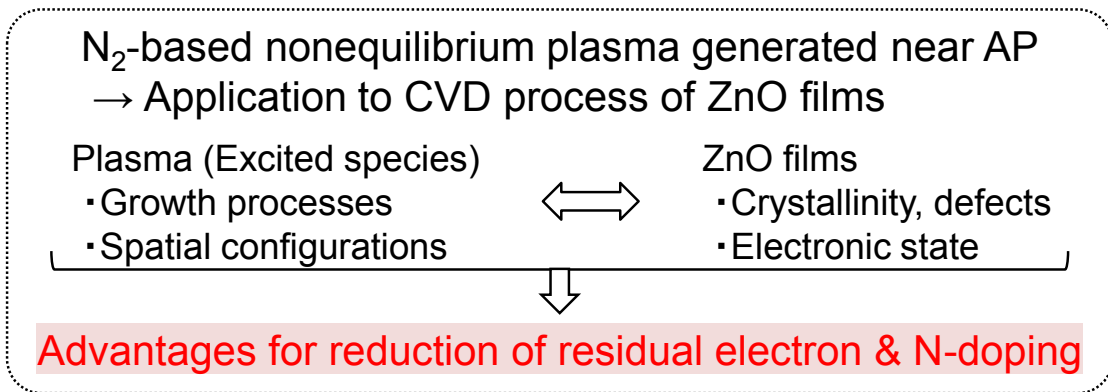 N₂-based nonequilibrium plasma generated near AP
→ Application to CVD process of ZnO films
Plasma (Excited species)
・Growth processes
・Spatial configurations
ZnO films
・Crystallinity, defects
・Electronic state
Advantages for reduction of residual electron & N-doping